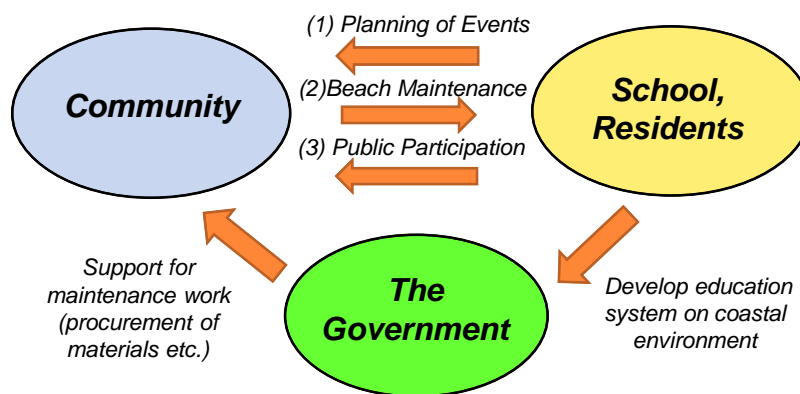 (1) Planning of Events
Community
(2)Beach Maintenance
School,
Residents
(3) Public Participation
Support for
maintenance work
(procurement of
materials etc.)
The
Government
Develop education
system on coastal
environment